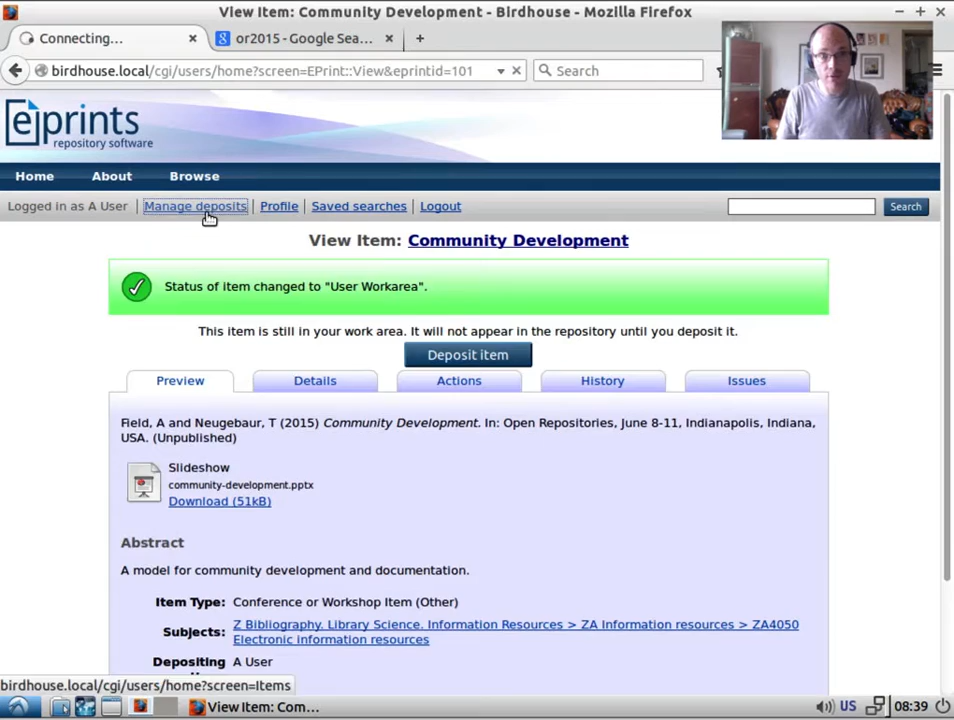 View Item: Community Development - Birdhouse - Mozilla Firefox
Connecting...
or2015 - Google Sea...
birdhouse.local/cgi/users/home?screen=EPrint::View&eprintid=101
Search
eprints
repository software
Home About Browse
Logged in as A User | Manage deposits | Profile | Saved searches | Logout
Search
View Item: Community Development
Status of item changed to "User Workarea".
This item is still in your work area. It will not appear in the repository until you deposit it.
Deposit item
Preview Details Actions History Issues
Field, A and Neugebaur, T (2015) Community Development. In: Open Repositories, June 8-11, Indianapolis, Indiana,
USA. (Unpublished)
Slideshow
community-development.pptx
Download (51kB)
Abstract
A model for community development and documentation.
Item Type: Conference or Workshop Item (Other)
Subjects: Z Bibliography. Library Science. Information Resources > ZA Information resources > ZA4050
Electronic information resources
Depositing A User
birdhouse.local/cgi/users/home?screen=Items
View Item: Com...
US
08:39